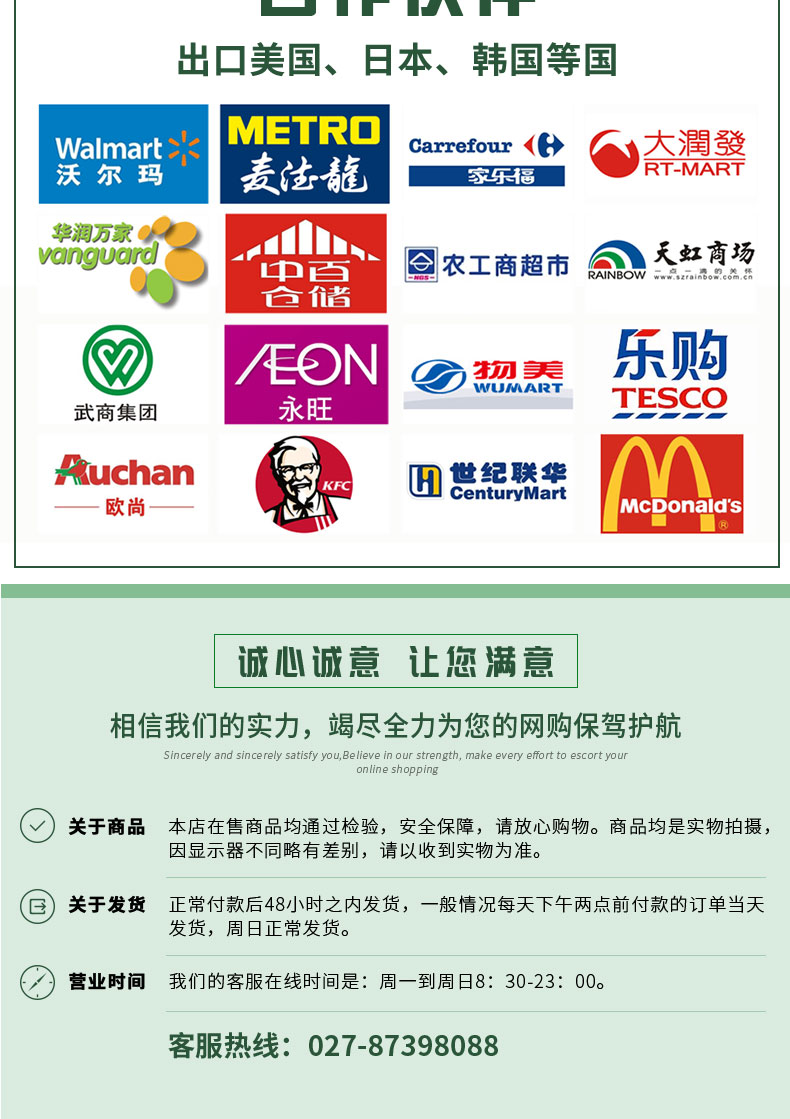 合作伙伴
出口美国、日本、韩国等国
Walmart
沃尔玛
METRO
麦德龍
Carrefour
家乐福
大潤發
RT-MART
华润万家
vanguard
中百
仓储
NGS
农工商超市
RAINBOW
天虹商场
一点一滴的关怀
www.szrainbow.com.cn
武商集团
ÆON
永旺
物美
WUMART
乐购
TESCO
Auchan
欧尚
KFC
世纪联华
CenturyMart
McDonald's
®
诚心诚意 让您满意
相信我们的实力，竭尽全力为您的网购保驾护航
Sincerely and sincerely satisfy you,Believe in our strength, make every effort to escort your
online shopping
关于商品
本店在售商品均通过检验，安全保障，请放心购物。商品均是实物拍摄，
因显示器不同略有差别，请以收到实物为准。
关于发货
正常付款后48小时之内发货，一般情况每天下午两点前付款的订单当天
发货，周日正常发货。
营业时间
我们的客服在线时间是：周一到周日8：30-23：00。
客服热线：027-87398088